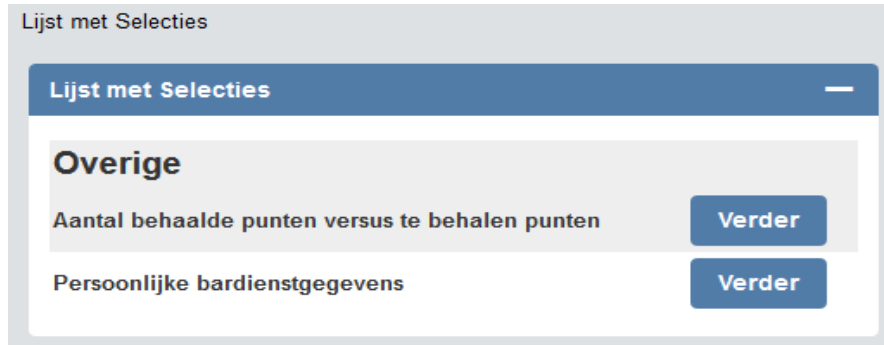 Lijst met Selecties
Lijst met Selecties
Overige
Aantal behaalde punten versus te behalen punten Verder
Persoonlijke bardienstgegevens Verder